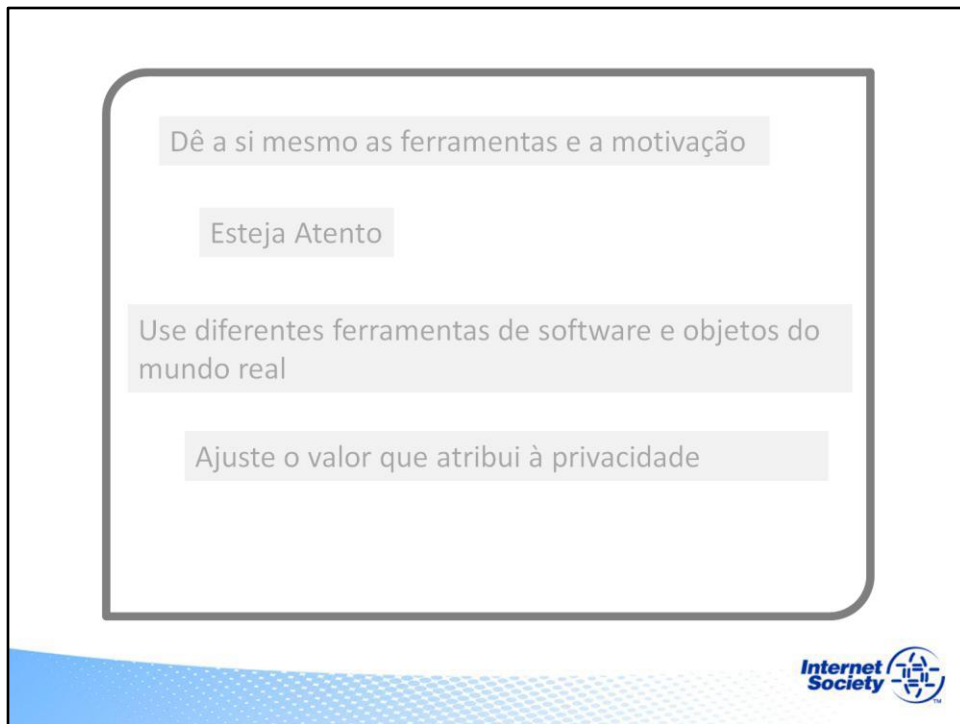 Dê a si mesmo as ferramentas e a motivação
Esteja Atento
Use diferentes ferramentas de software e objetos do
mundo real
Ajuste o valor que atribui à privacidade
Internet
Society
TM